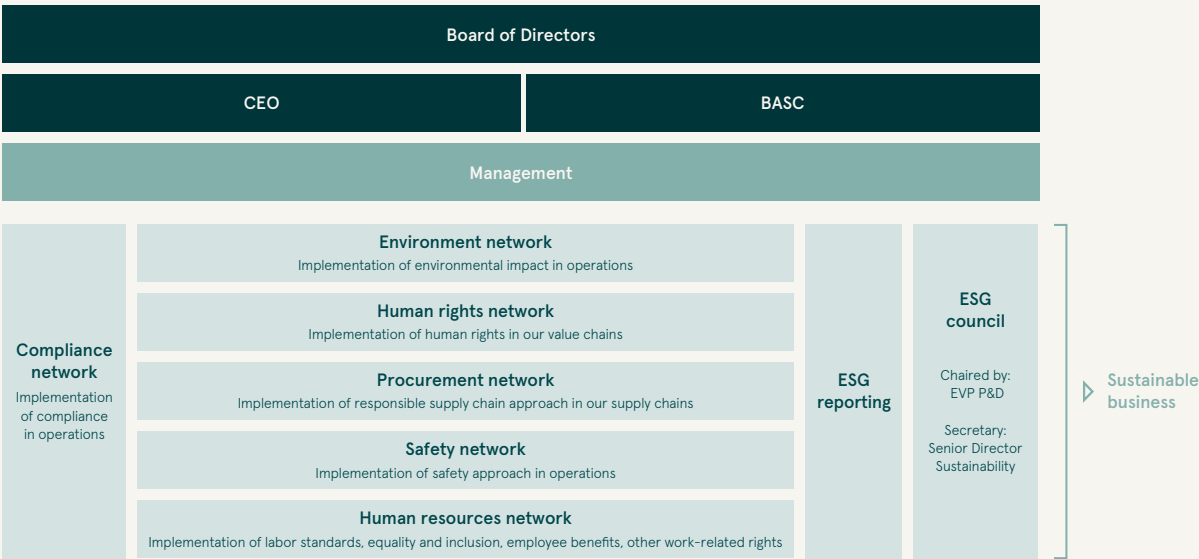 Board of Directors
CEO
BASC
Management
Compliance
network
Implementation
of compliance
in operations
Environment network
Implementation of environmental impact in operations
Human rights network
Implementation of human rights in our value chains
Procurement network
Implementation of responsible supply chain approach in our supply chains
Safety network
Implementation of safety approach in operations
Human resources network
Implementation of labor standards, equality and inclusion, employee benefits, other work-related rights
ESG
reporting
ESG
council
Chaired by:
EVP P&D
Secretary:
Senior Director
Sustainability
Sustainable
business